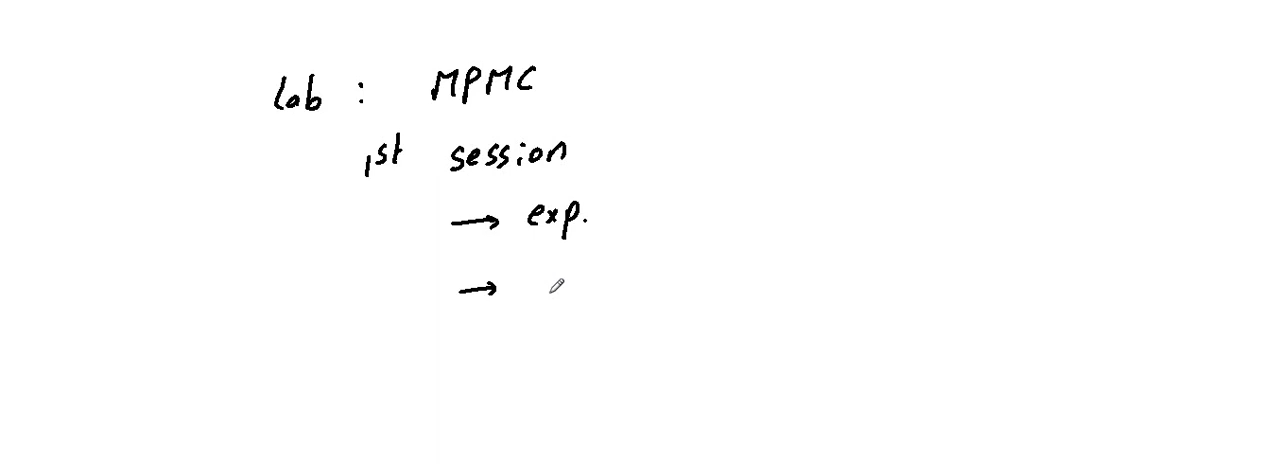 Lab : MPMC
1st session
→ exp.
→